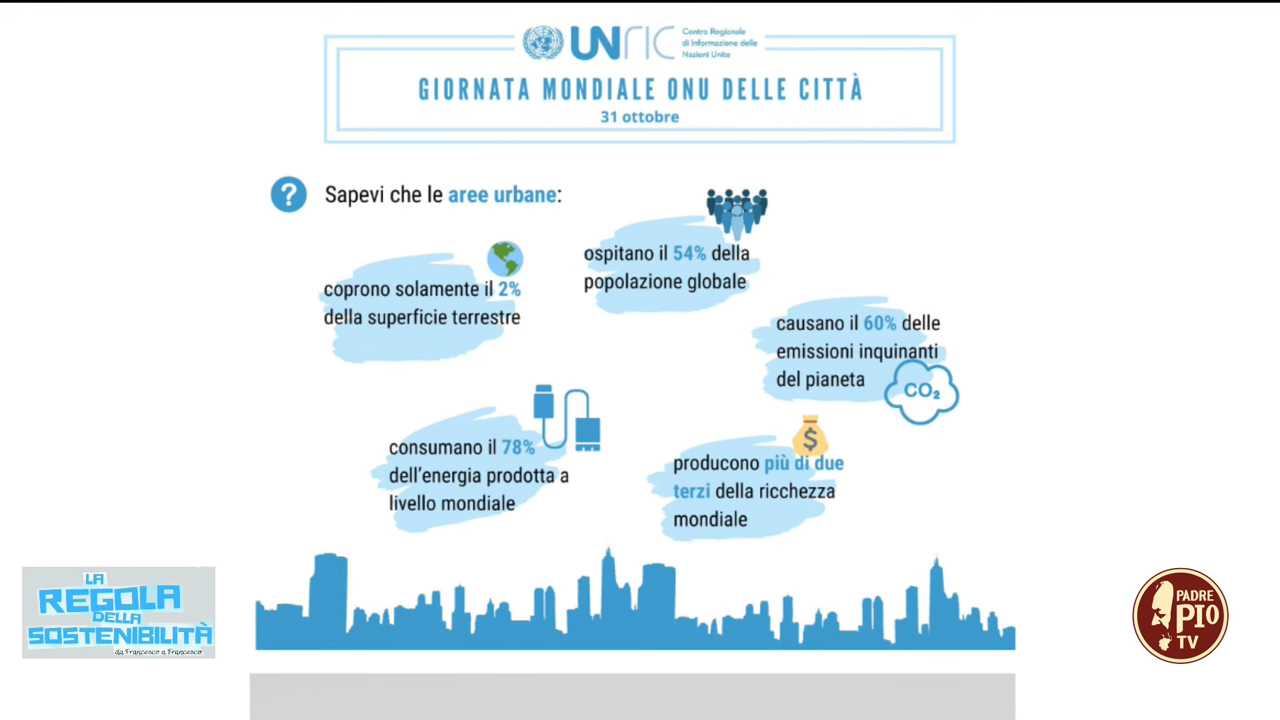 UNric
Centro Regionale
di Informazione delle
Nazioni Unite
GIORNATA MONDIALE ONU DELLE CITTÀ
31 ottobre
?
Sapevi che le aree urbane:
ospitano il 54% della
popolazione globale
coprono solamente il 2%
della superficie terrestre
causano il 60% delle
emissioni inquinanti
del pianeta
CO₂
consumano il 78%
dell'energia prodotta a
livello mondiale
$
producono più di due
terzi della ricchezza
mondiale
LA
REGOLA
DELLA
SOSTENIBILITÀ
da Francesco a Francesco
PADRE
PIO
TV